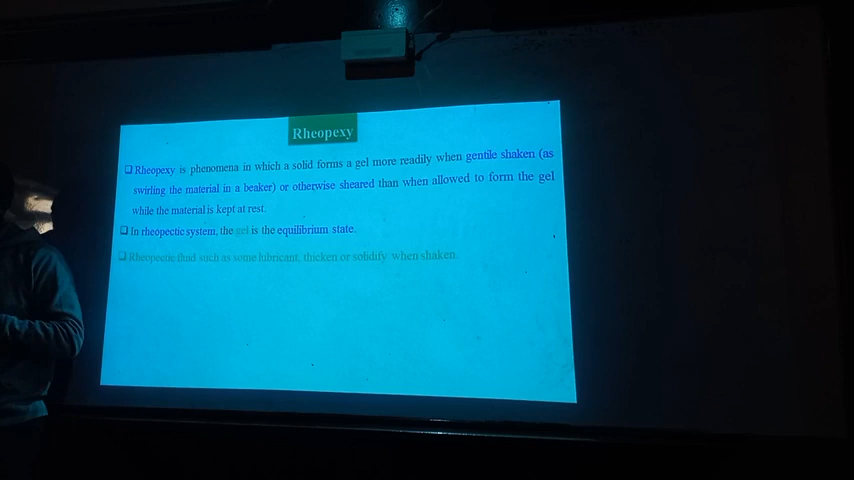 Rheopexy
❑ Rheopexy is phenomena in which a solid forms a gel more readily when gentile shaken (as
swirling the material in a beaker) or otherwise sheared than when allowed to form the gel
while the material is kept at rest.
❑ In rheopectic system, the gel is the equilibrium state.
❑ Rheopectic fluid such as some lubricant, thicken or solidify when shaken.